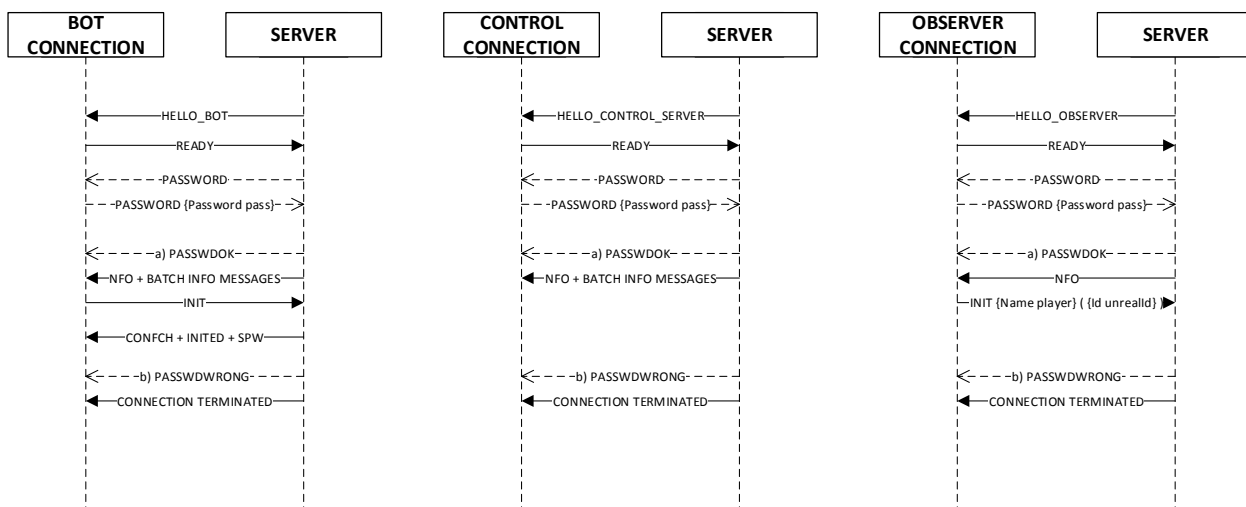 BOT
CONNECTION
SERVER
HELLO_BOT
READY
PASSWORD
PASSWORD {Password pass}
a) PASSWDOK
NFO + BATCH INFO MESSAGES
INIT
CONFCH + INITED + SPW
b) PASSWDWRONG
CONNECTION TERMINATED
CONTROL
CONNECTION
SERVER
HELLO_CONTROL_SERVER
READY
PASSWORD
PASSWORD {Password pass}
a) PASSWDOK
NFO + BATCH INFO MESSAGES
b) PASSWDWRONG
CONNECTION TERMINATED
OBSERVER
CONNECTION
SERVER
HELLO_OBSERVER
READY
PASSWORD
PASSWORD {Password pass}
a) PASSWDOK
NFO
INIT {Name player} ( {Id unrealId} )
b) PASSWDWRONG
CONNECTION TERMINATED